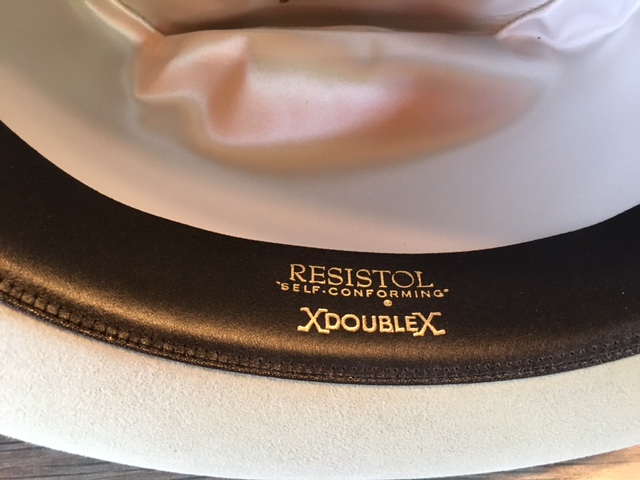 RESISTOL
"SELF-CONFORMING"
®
XDOUBLEX